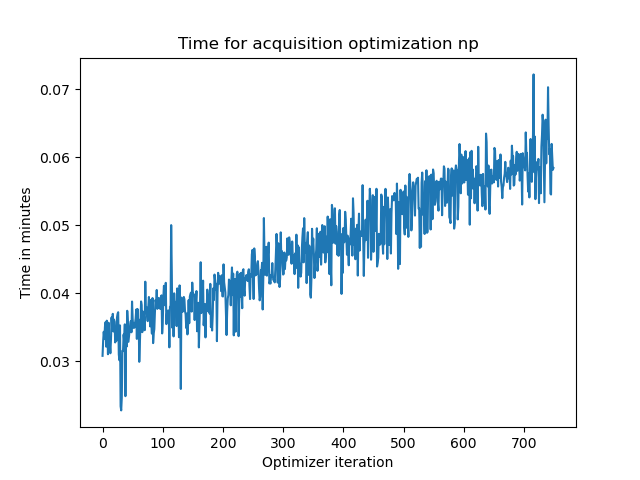 Time for acquisition optimization np
0.07
0.06
0.05
0.04
0.03
Time in minutes
0 100 200 300 400 500 600 700
Optimizer iteration